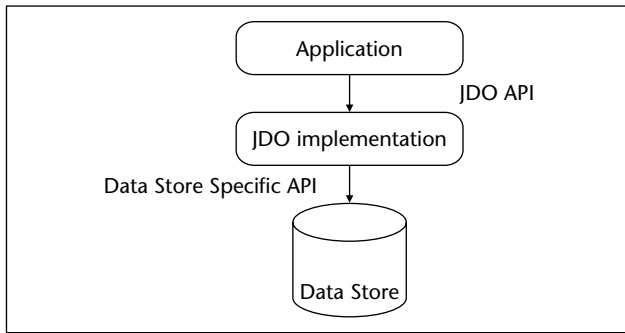 Application
JDO API
JDO implementation
Data Store Specific API
Data Store